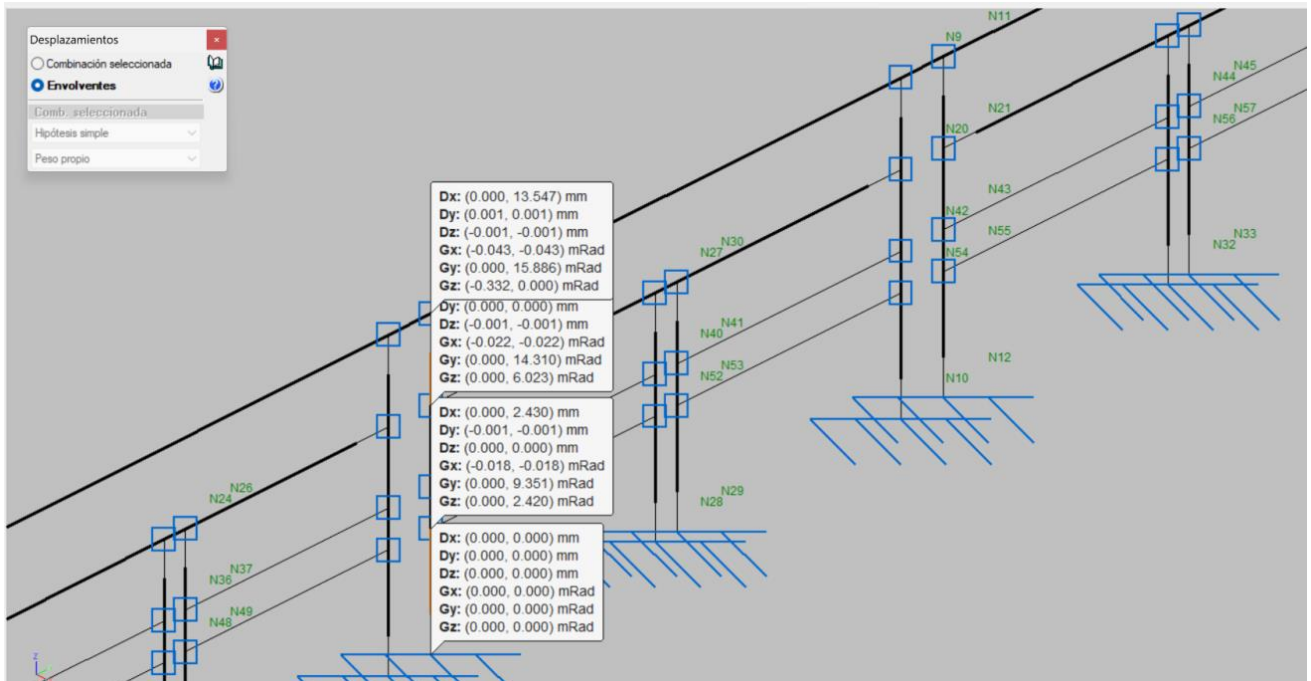 Desplazamientos
Combinación seleccionada
Envolventes
Comb. seleccionada
Hipótesis simple
Peso propio
N11
N9
N45
N44
N21
N57
N20
N56
N43
N42
N55
N54
N33
N32
N30
N27
N41
N40
N53
N52
N12
N10
N29
N28
N26
N24
N37
N36
N49
N48
Dx: (0.000, 13.547) mm
Dy: (0.001, 0.001) mm
Dz: (-0.001, -0.001) mm
Gx: (-0.043, -0.043) mRad
Gy: (0.000, 15.886) mRad
Gz: (-0.332, 0.000) mRad
Dy: (0.000, 0.000) mm
Dz: (-0.001, -0.001) mm
Gx: (-0.022, -0.022) mRad
Gy: (0.000, 14.310) mRad
Gz: (0.000, 6.023) mRad
Dx: (0.000, 2.430) mm
Dy: (-0.001, -0.001) mm
Dz: (0.000, 0.000) mm
Gx: (-0.018, -0.018) mRad
Gy: (0.000, 9.351) mRad
Gz: (0.000, 2.420) mRad
Dx: (0.000, 0.000) mm
Dy: (0.000, 0.000) mm
Dz: (0.000, 0.000) mm
Gx: (0.000, 0.000) mRad
Gy: (0.000, 0.000) mRad
Gz: (0.000, 0.000) mRad
z